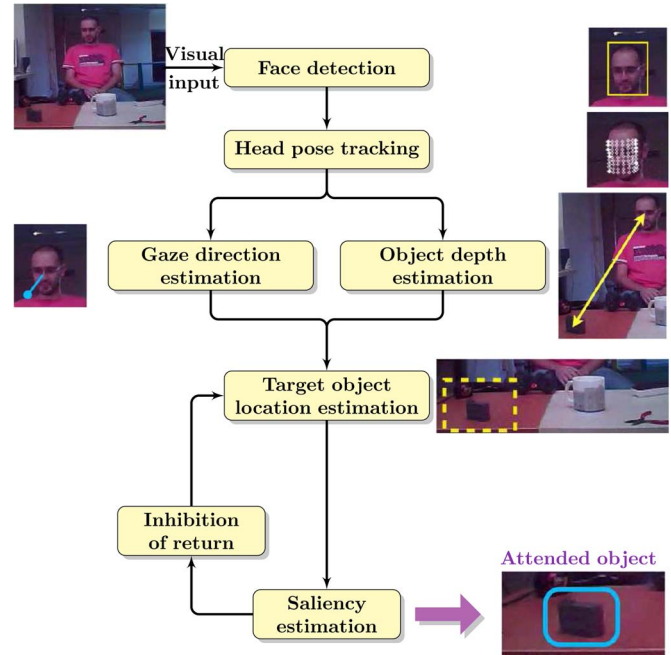 Visual
input
Face detection
Head pose tracking
Gaze direction
estimation
Object depth
estimation
Target object
location estimation
Inhibition
of return
Saliency
estimation
Attended object